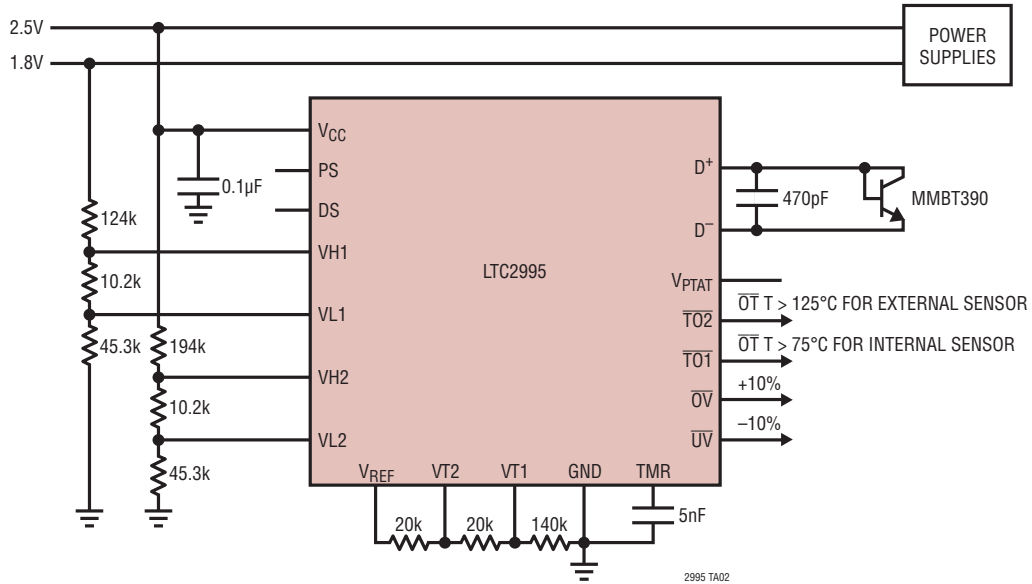 2.5V
1.8V
POWER
SUPPLIES
VCC
PS
DS
VH1
VL1
VH2
VL2
0.1µF
124k
10.2k
45.3k
194k
10.2k
45.3k
LTC2995
D+
D–
VPTAT
TO2
TO1
OV
UV
470pF
MMBT390
OT T > 125°C FOR EXTERNAL SENSOR
OT T > 75°C FOR INTERNAL SENSOR
+10%
–10%
VREF VT2 VT1 GND TMR
20k 20k 140k
5nF
2995 TA02